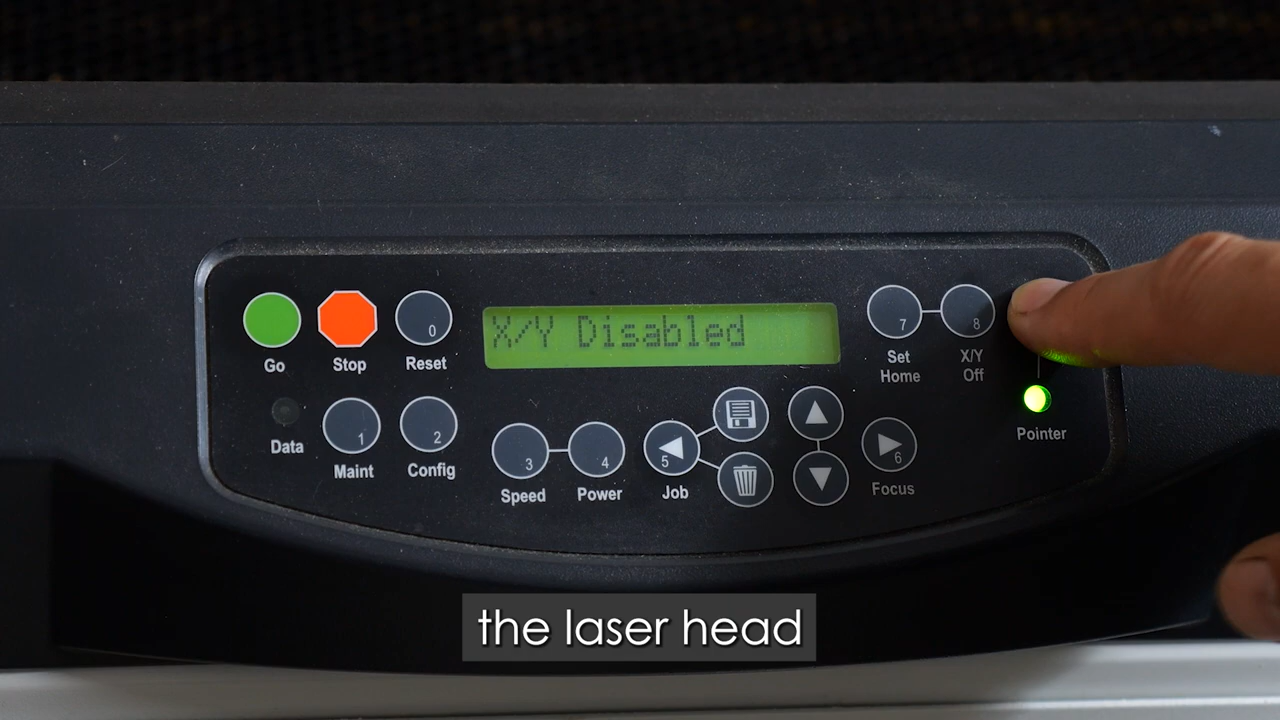 X/Y Disabled
7
8
0
Set
Home
X/Y
Off
Go
Stop
Reset
Pointer
Data
1
2
Maint
Config
3
4
5
6
Speed
Power
Job
Focus
the laser head